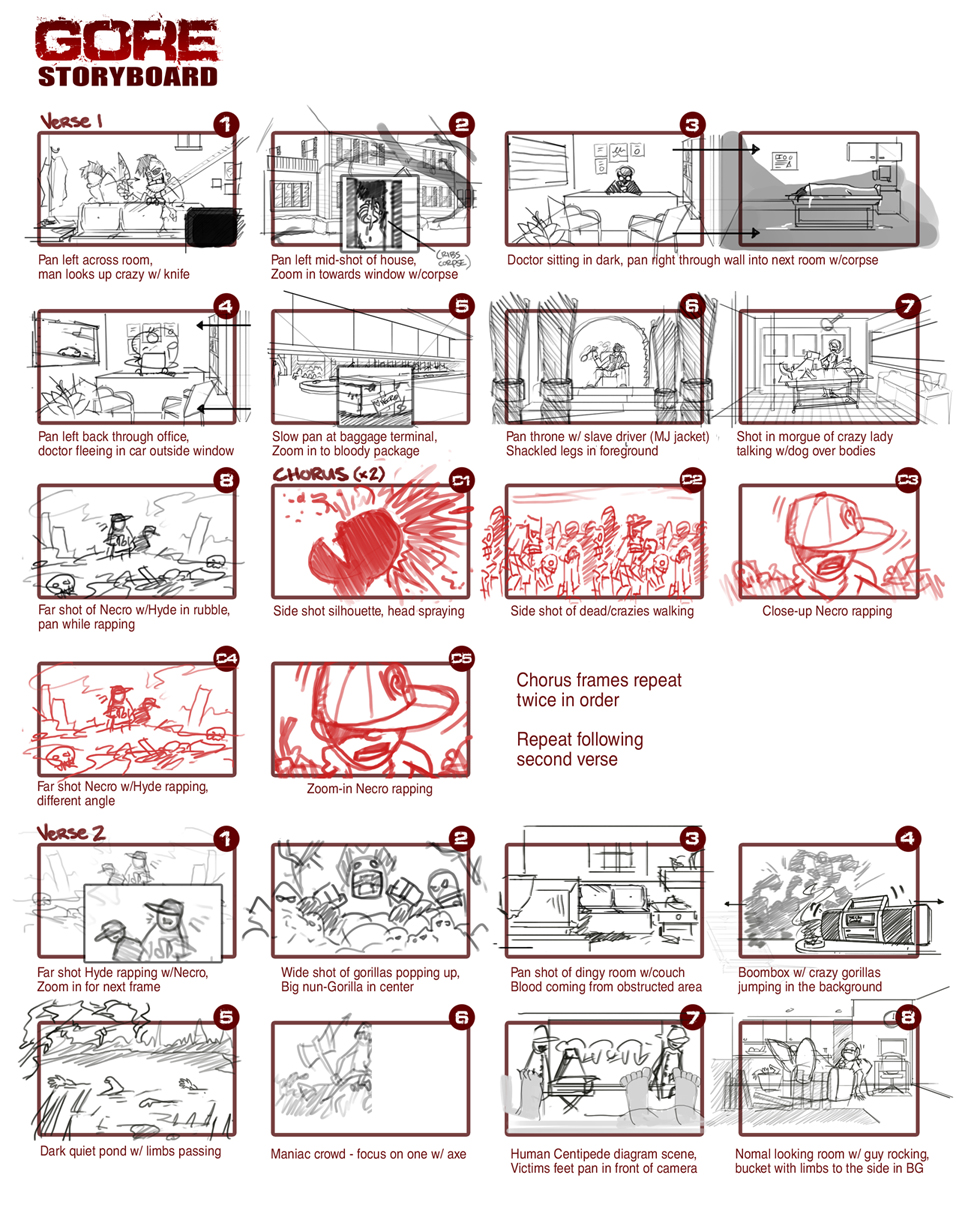 GORE
STORYBOARD
Verse 1
1
2
3
Pan left across room,
man looks up crazy w/ knife
Pan left mid-shot of house,
Zoom in towards window w/corpse
(RIBS
CORPSE)
Doctor sitting in dark, pan right through wall into next room w/corpse
4
5
6
7
Pan left back through office,
doctor fleeing in car outside window
Slow pan at baggage terminal,
Zoom in to bloody package
Pan throne w/ slave driver (MJ jacket)
Shackled legs in foreground
Shot in morgue of crazy lady
talking w/dog over bodies
8
CHORUS (x2)
C1
C2
C3
Far shot of Necro w/Hyde in rubble,
pan while rapping
Side shot silhouette, head spraying
Side shot of dead/crazies walking
Close-up Necro rapping
C4
C5
Far shot Necro w/Hyde rapping,
different angle
Zoom-in Necro rapping
Chorus frames repeat
twice in order
Repeat following
second verse
Verse 2
1
2
3
4
Far shot Hyde rapping w/Necro,
Zoom in for next frame
Wide shot of gorillas popping up,
Big nun-Gorilla in center
Pan shot of dingy room w/couch
Blood coming from obstructed area
Boombox w/ crazy gorillas
jumping in the background
5
6
7
8
Dark quiet pond w/ limbs passing
Maniac crowd - focus on one w/ axe
Human Centipede diagram scene,
Victims feet pan in front of camera
Nomal looking room w/ guy rocking,
bucket with limbs to the side in BG